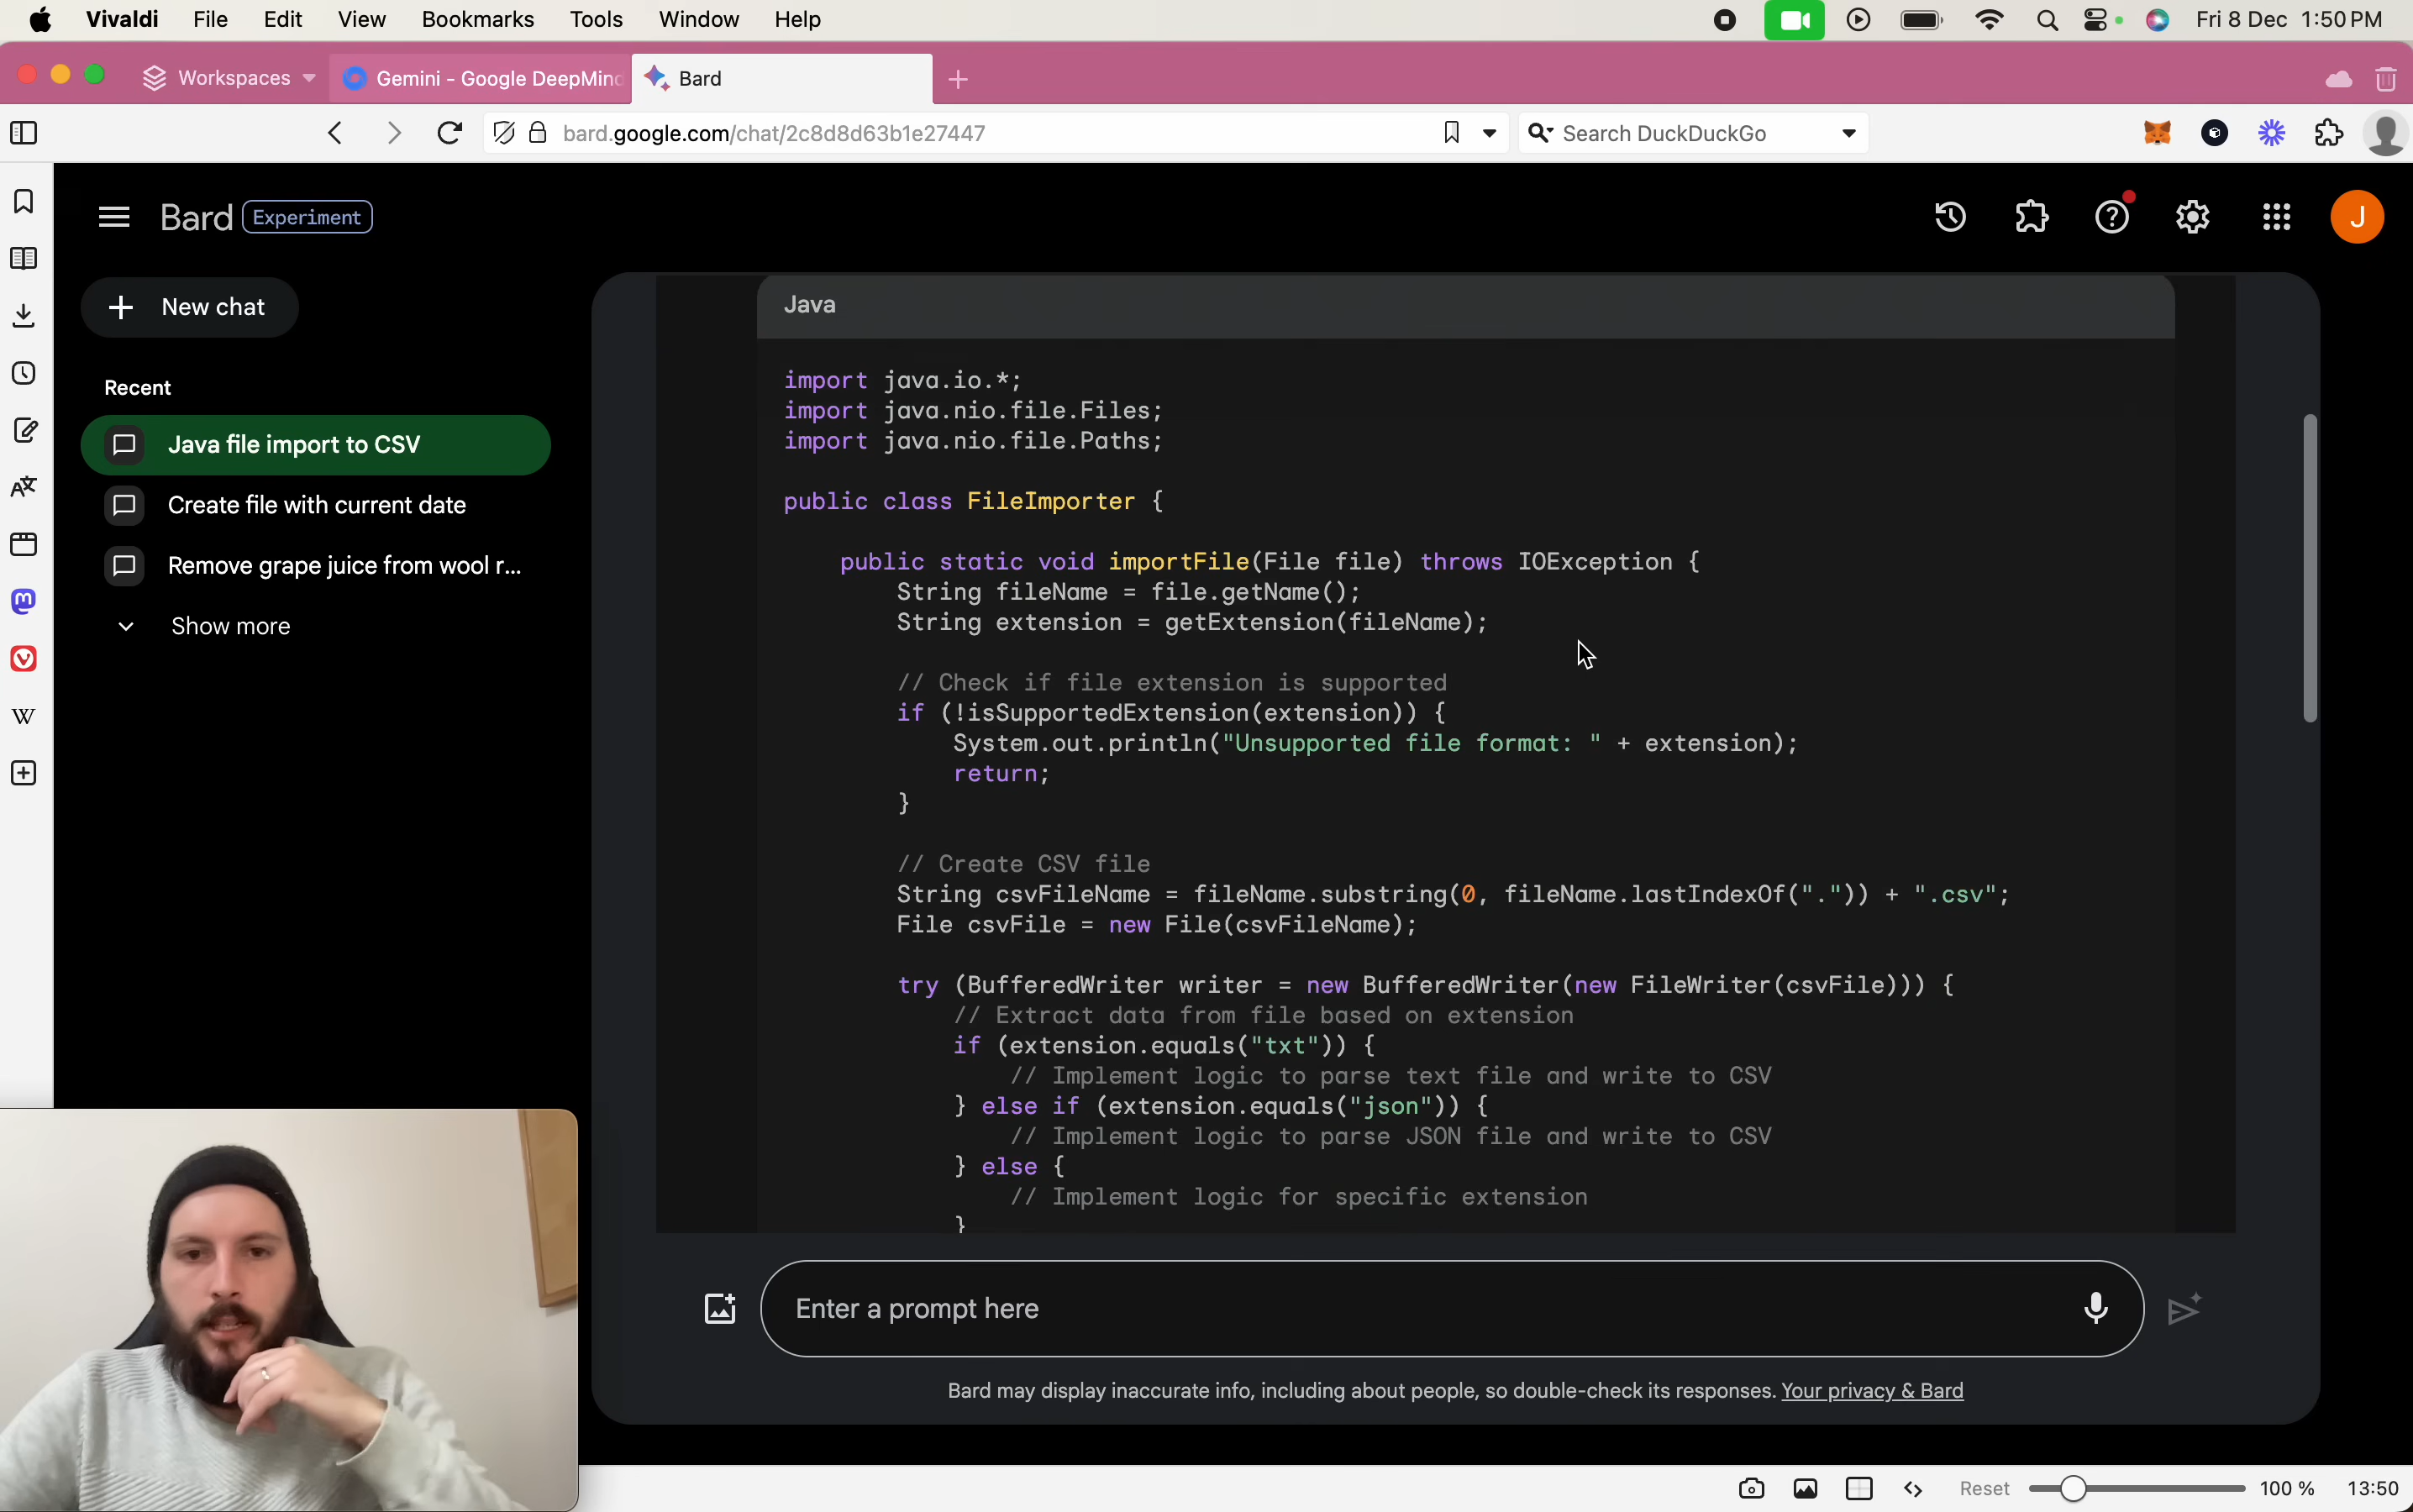 Vivaldi File Edit View Bookmarks Tools Window Help Fri 8 Dec 1:50 PM
Workspaces Gemini - Google DeepMind Bard
bard.google.com/chat/2c8d8d63b1e27447 Search DuckDuckGo
Bard Experiment J
New chat
Recent
Java file import to CSV
Create file with current date
Remove grape juice from wool r...
Show more
Java
import java.io.*;
import java.nio.file.Files;
import java.nio.file.Paths;
public class FileImporter {
public static void importFile(File file) throws IOException {
String fileName = file.getName();
String extension = getExtension(fileName);
// Check if file extension is supported
if (!isSupportedExtension(extension)) {
System.out.println("Unsupported file format: " + extension);
return;
}
// Create CSV file
String csvFileName = fileName.substring(0, fileName.lastIndexOf(".")) + ".csv";
File csvFile = new File(csvFileName);
try (BufferedWriter writer = new BufferedWriter(new FileWriter(csvFile))) {
// Extract data from file based on extension
if (extension.equals("txt")) {
// Implement logic to parse text file and write to CSV
} else if (extension.equals("json")) {
// Implement logic to parse JSON file and write to CSV
} else {
// Implement logic for specific extension
}
Enter a prompt here
Bard may display inaccurate info, including about people, so double-check its responses. Your privacy & Bard
Reset 100 % 13:50